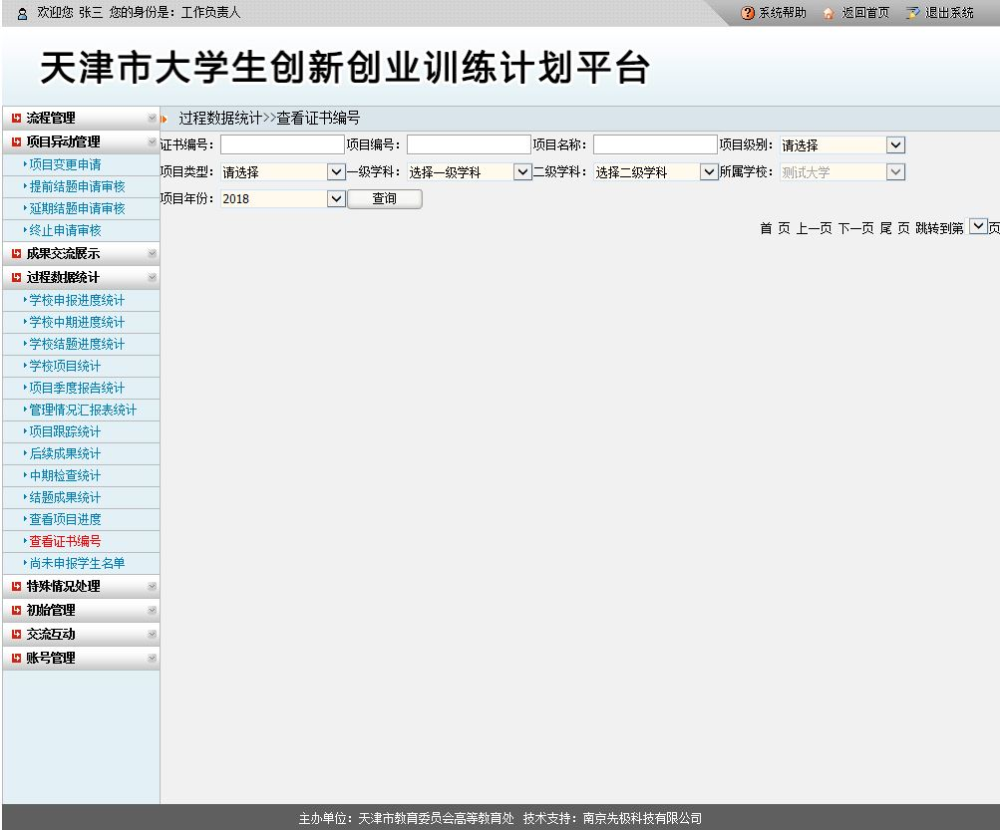 欢迎您 张三 您的身份是：工作负责人 系统帮助 返回首页 退出系统
天津市大学生创新创业训练计划平台
流程管理
项目异动管理
项目变更申请
提前结题申请审核
延期结题申请审核
终止申请审核
成果交流展示
过程数据统计
学校申报进度统计
学校中期进度统计
学校结题进度统计
学校项目统计
项目季度报告统计
管理情况汇报表统计
项目跟踪统计
后续成果统计
中期检查统计
结题成果统计
查看项目进度
查看证书编号
尚未申报学生名单
特殊情况处理
初始管理
交流互动
账号管理
过程数据统计>>查看证书编号
证书编号： 项目编号： 项目名称： 项目级别： 请选择
项目类型： 请选择 一级学科： 选择一级学科 二级学科： 选择二级学科 所属学校： 测试大学
项目年份： 2018 查询
首 页 上一页 下一页 尾 页 跳转到第 页
主办单位：天津市教育委员会高等教育处 技术支持：南京先极科技有限公司